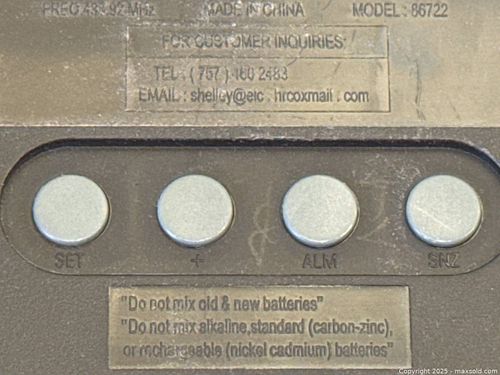 FREQ 433.92 MHz MADE IN CHINA MODEL : 86722
FOR CUSTOMER INQUIRIES:
TEL : ( 757 ) 460 2483
EMAIL : shelley@eic . hrcoxmail . com
SET + ALM SNZ
"Do not mix old & new batteries"
"Do not mix alkaline,standard (carbon-zinc),
or rechargeable (nickel cadmium) batteries"
Copyright 2025 - maxsold.com